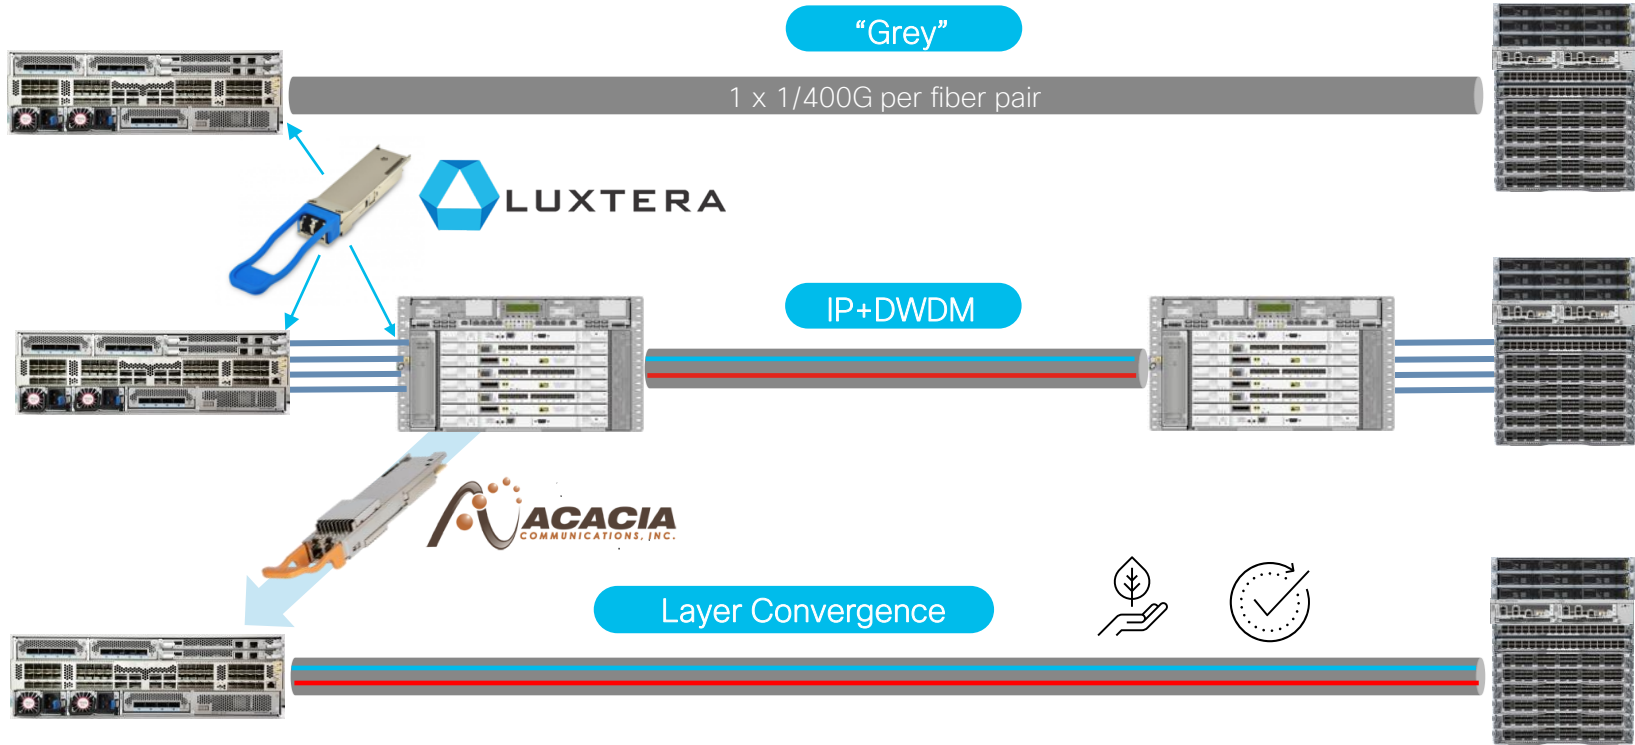 “Grey”
1 x 1/400G per fiber pair
LUXTERA
IP+DWDM
ACACIA
COMMUNICATIONS, INC.
Layer Convergence